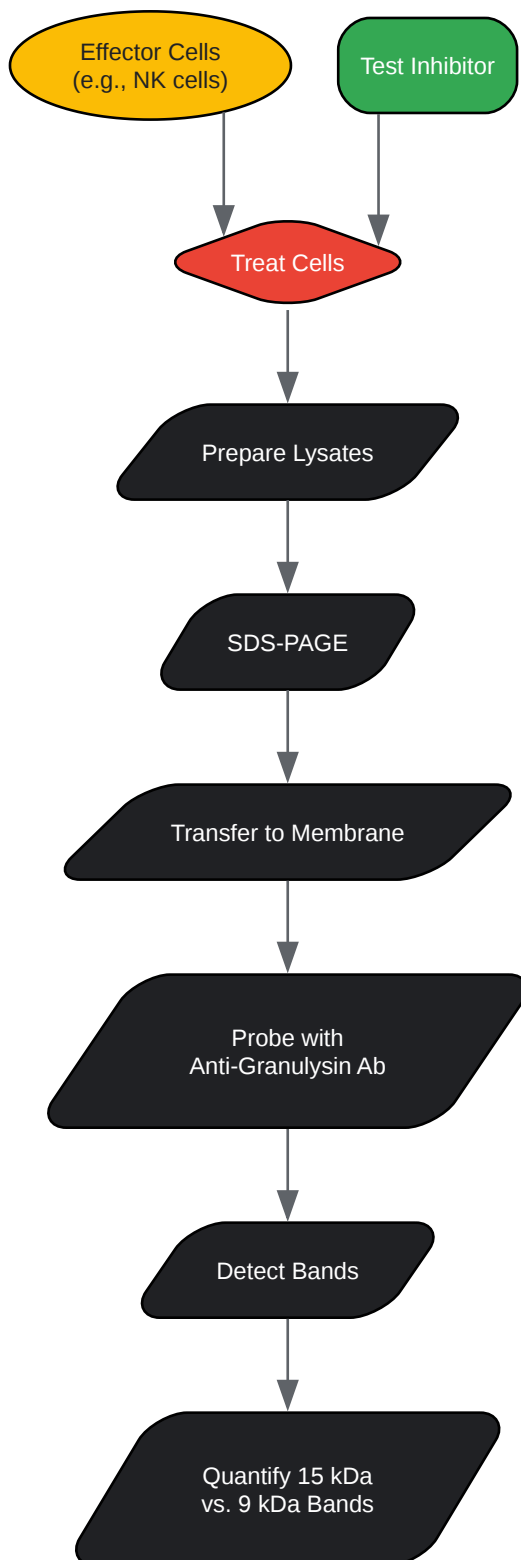 Effector Cells
(e.g., NK cells)
Test Inhibitor
Treat Cells
Prepare Lysates
SDS-PAGE
Transfer to Membrane
Probe with
Anti-Granulysin Ab
Detect Bands
Quantify 15 kDa
vs. 9 kDa Bands